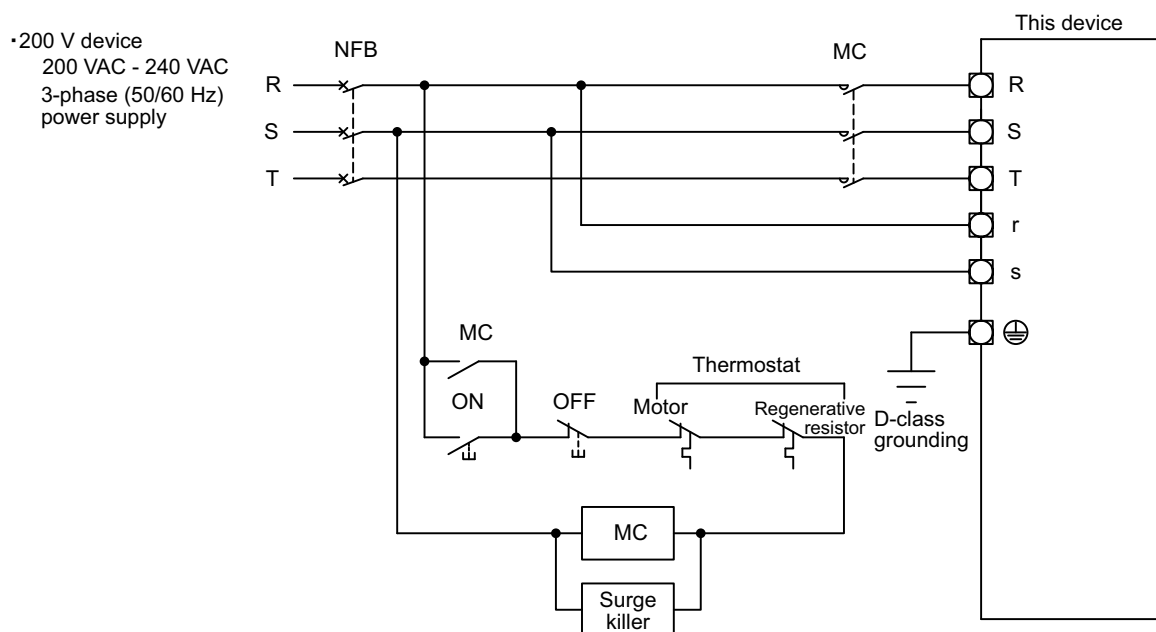 This device
・200 V device
200 VAC - 240 VAC
3-phase (50/60 Hz)
power supply
NFB
MC
R
R
S
S
T
T
r
s
MC
Thermostat
ON
OFF
Motor
Regenerative
resistor
D-class
grounding
MC
Surge
killer